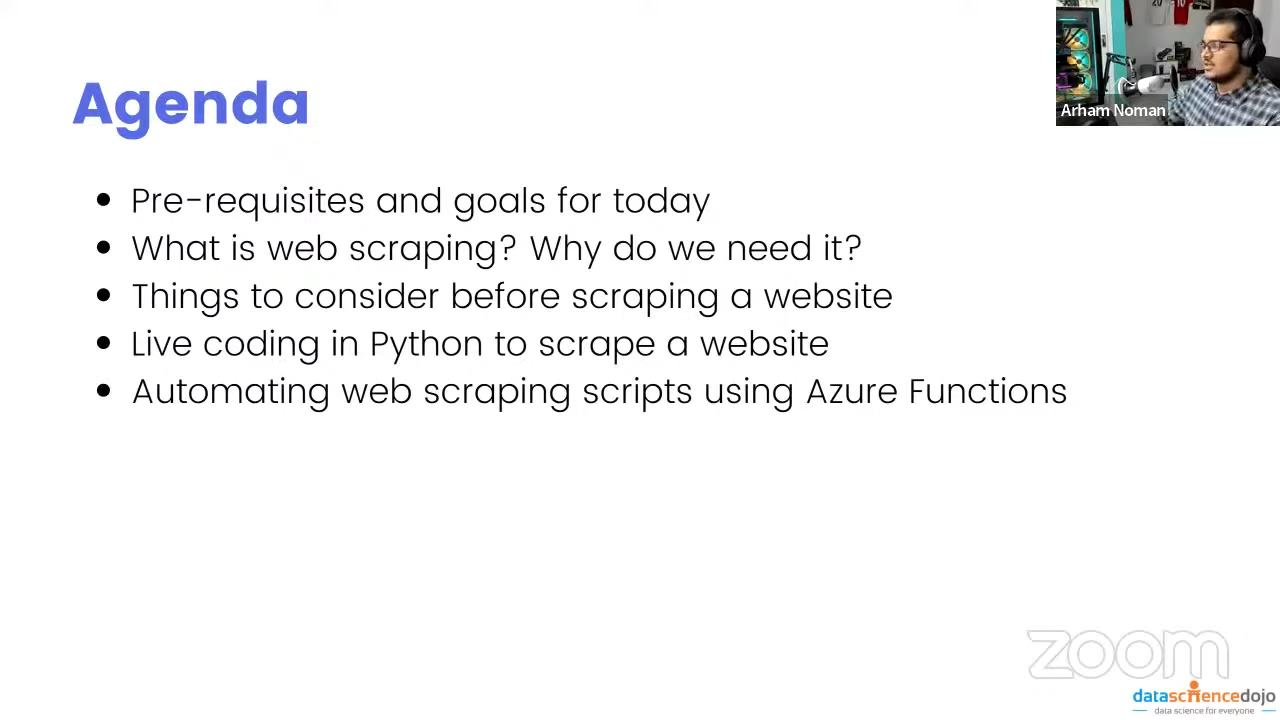 Agenda
Arham Noman
Pre-requisites and goals for today
What is web scraping? Why do we need it?
Things to consider before scraping a website
Live coding in Python to scrape a website
Automating web scraping scripts using Azure Functions
zoom
datasciencedojo
data science for everyone